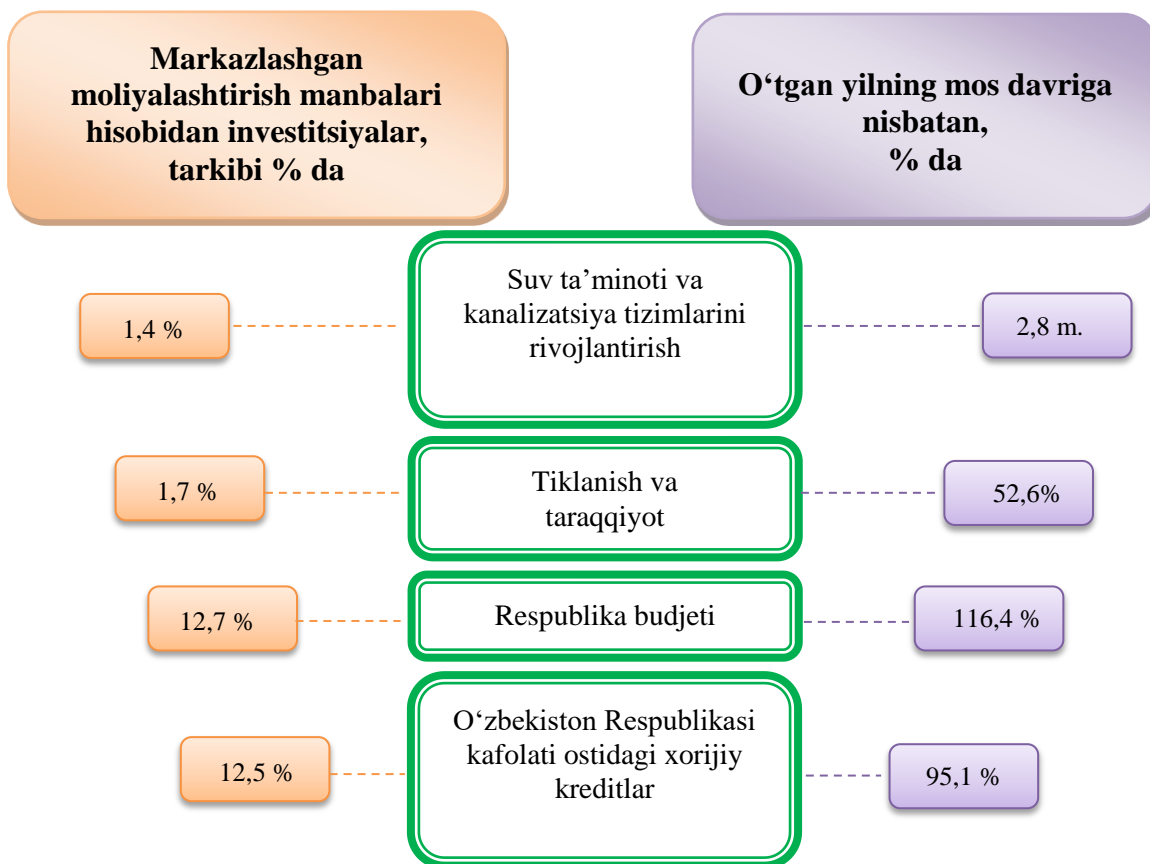 Markazlashgan
moliyalashtirish manbalari
hisobidan investitsiyalar,
tarkibi % da
O‘tgan yilning mos davriga
nisbatan,
% da
1,4 %
Suv ta’minoti va
kanalizatsiya tizimlarini
rivojlantirish
2,8 m.
1,7 %
Tiklanish va
taraqqiyot
52,6%
12,7 %
Respublika budjeti
116,4 %
12,5 %
O‘zbekiston Respublikasi
kafolati ostidagi xorijiy
kreditlar
95,1 %